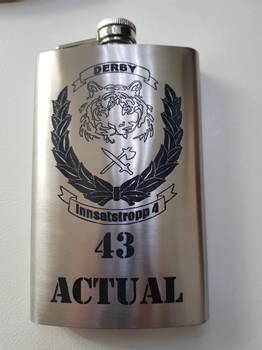 DERBY
Innsatstropp 4
43
ACTUAL